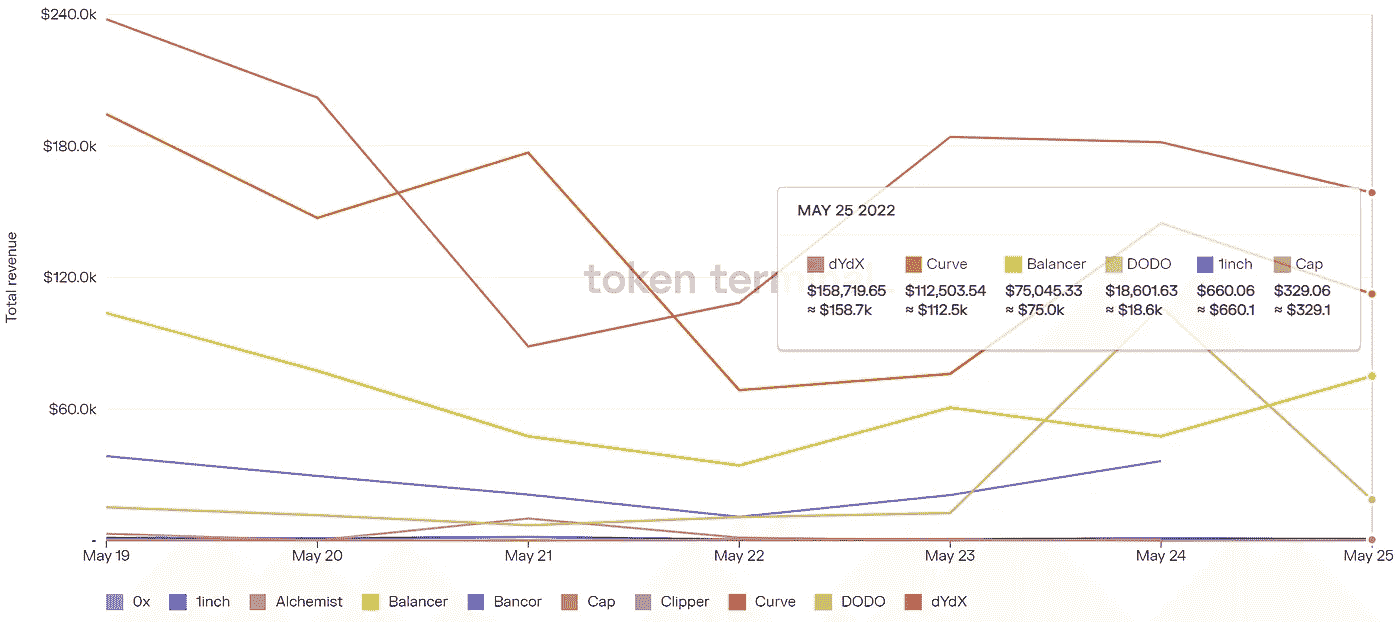 $240.0k
$180.0k
$120.0k
$60.0k
-
Total revenue
token terminal
MAY 25 2022
dYdX Curve Balancer DODO 1inch Cap
$158,719.65 $112,503.54 $75,045.33 $18,601.63 $660.06 $329.06
≈ $158.7k ≈ $112.5k ≈ $75.0k ≈ $18.6k ≈ $660.1 ≈ $329.1
May 19 May 20 May 21 May 22 May 23 May 24 May 25
0x 1inch Alchemist Balancer Bancor Cap Clipper Curve DODO dYdX